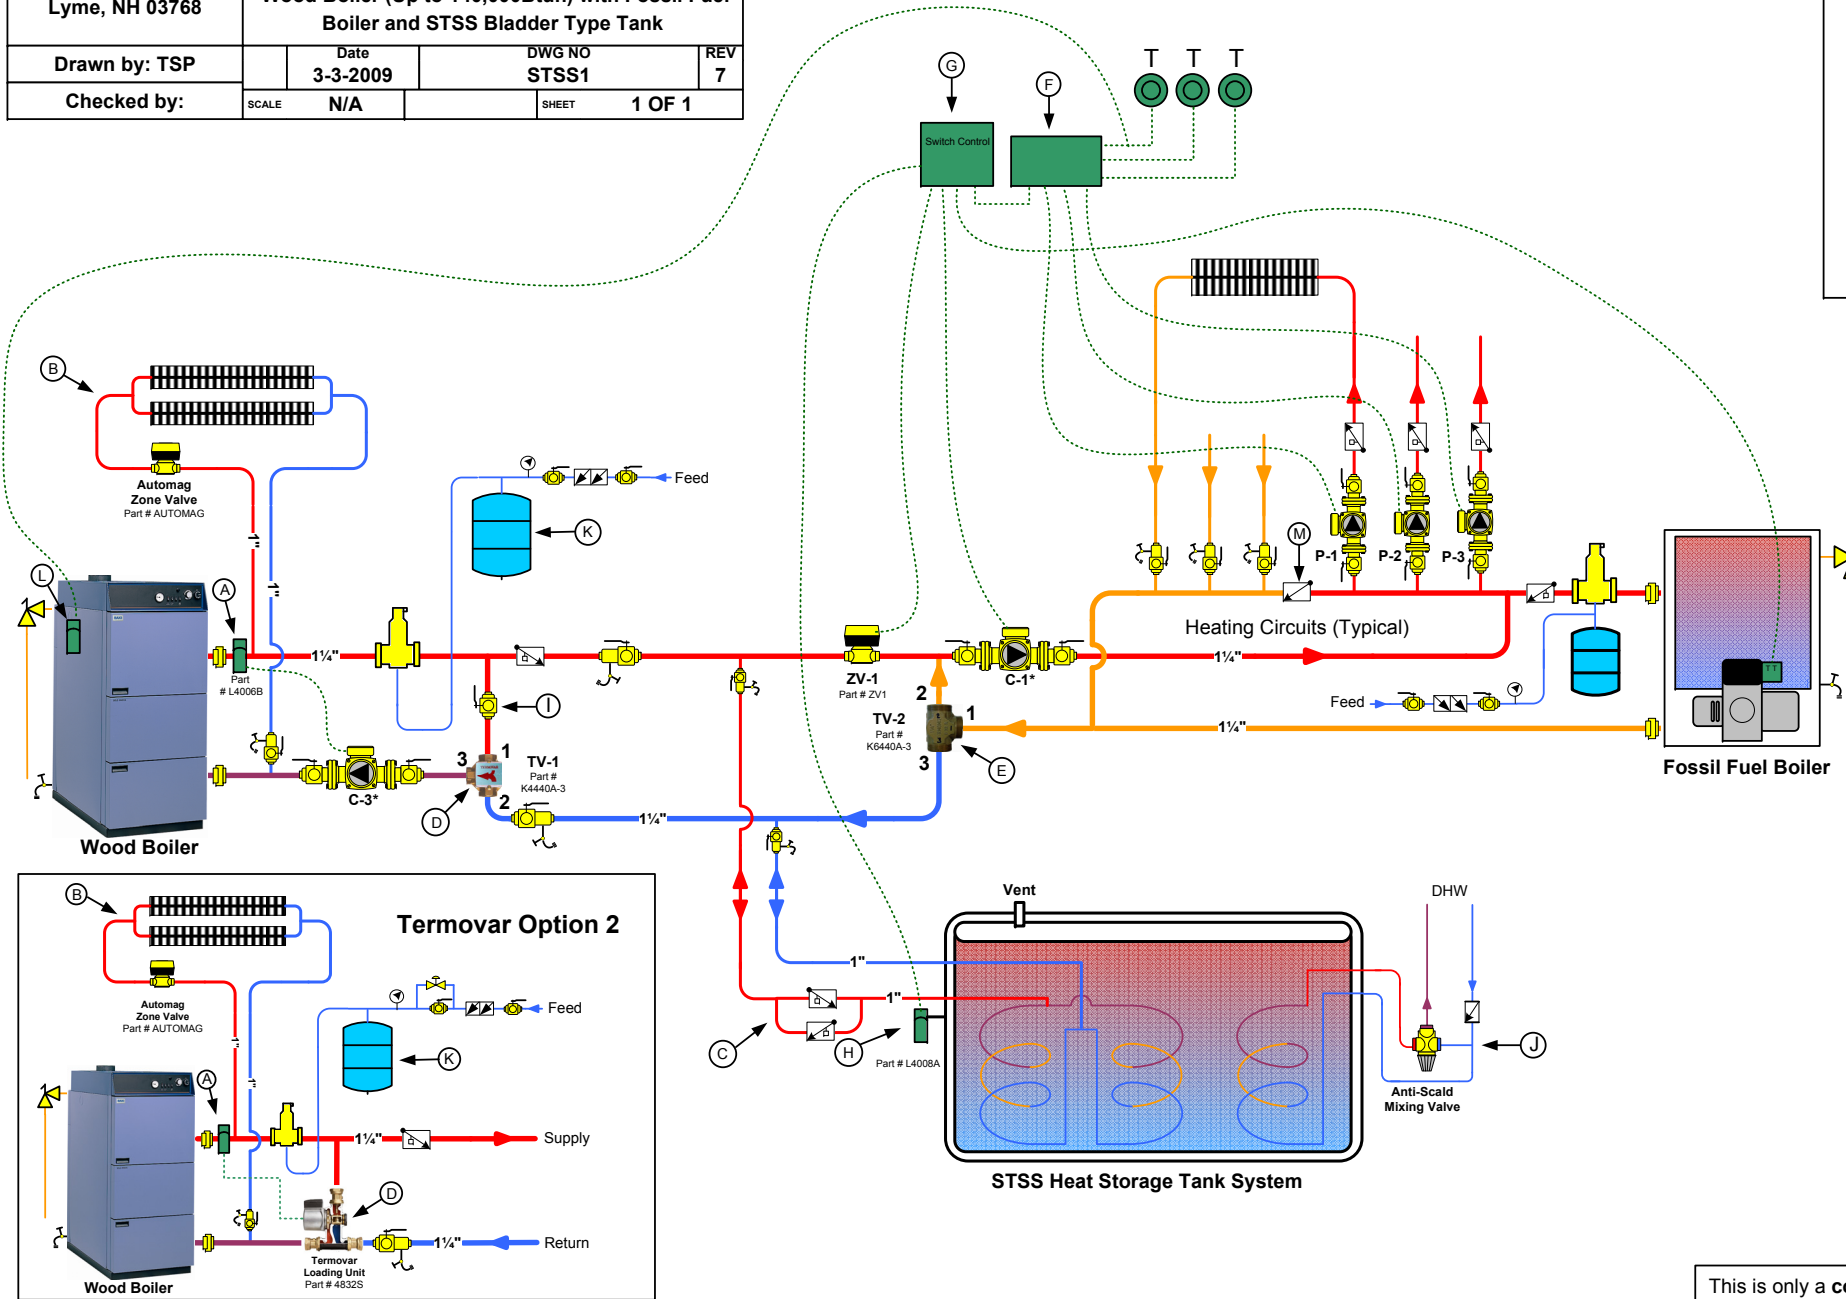 Lyme, NH 03768
Boiler and STSS Bladder Type Tank
Drawn by: TSP
Date
3-3-2009
DWG NO
STSS1
REV
7
Checked by:
SCALE
N/A
SHEET
1 OF 1
G
F
T
T
T
Switch Control
B
Automag
Zone Valve
Part # AUTOMAG
1"
1"
Feed
K
L
A
Part
# L4006B
1¼"
I
C-3*
3
1
2
TV-1
Part #
K4440A-3
D
1¼"
Wood Boiler
ZV-1
Part # ZV1
C-1*
TV-2
Part #
K6440A-3
2
1
3
E
M
P-1
P-2
P-3
Heating Circuits (Typical)
1¼"
Feed
1¼"
T T
Fossil Fuel Boiler
Termovar Option 2
B
Automag
Zone Valve
Part # AUTOMAG
1"
1"
Feed
K
A
1¼"
Supply
D
1¼"
Return
Termovar
Loading Unit
Part # 4832S
Wood Boiler
Vent
DHW
1"
1"
C
H
Part # L4008A
J
Anti-Scald
Mixing Valve
STSS Heat Storage Tank System
This is only a